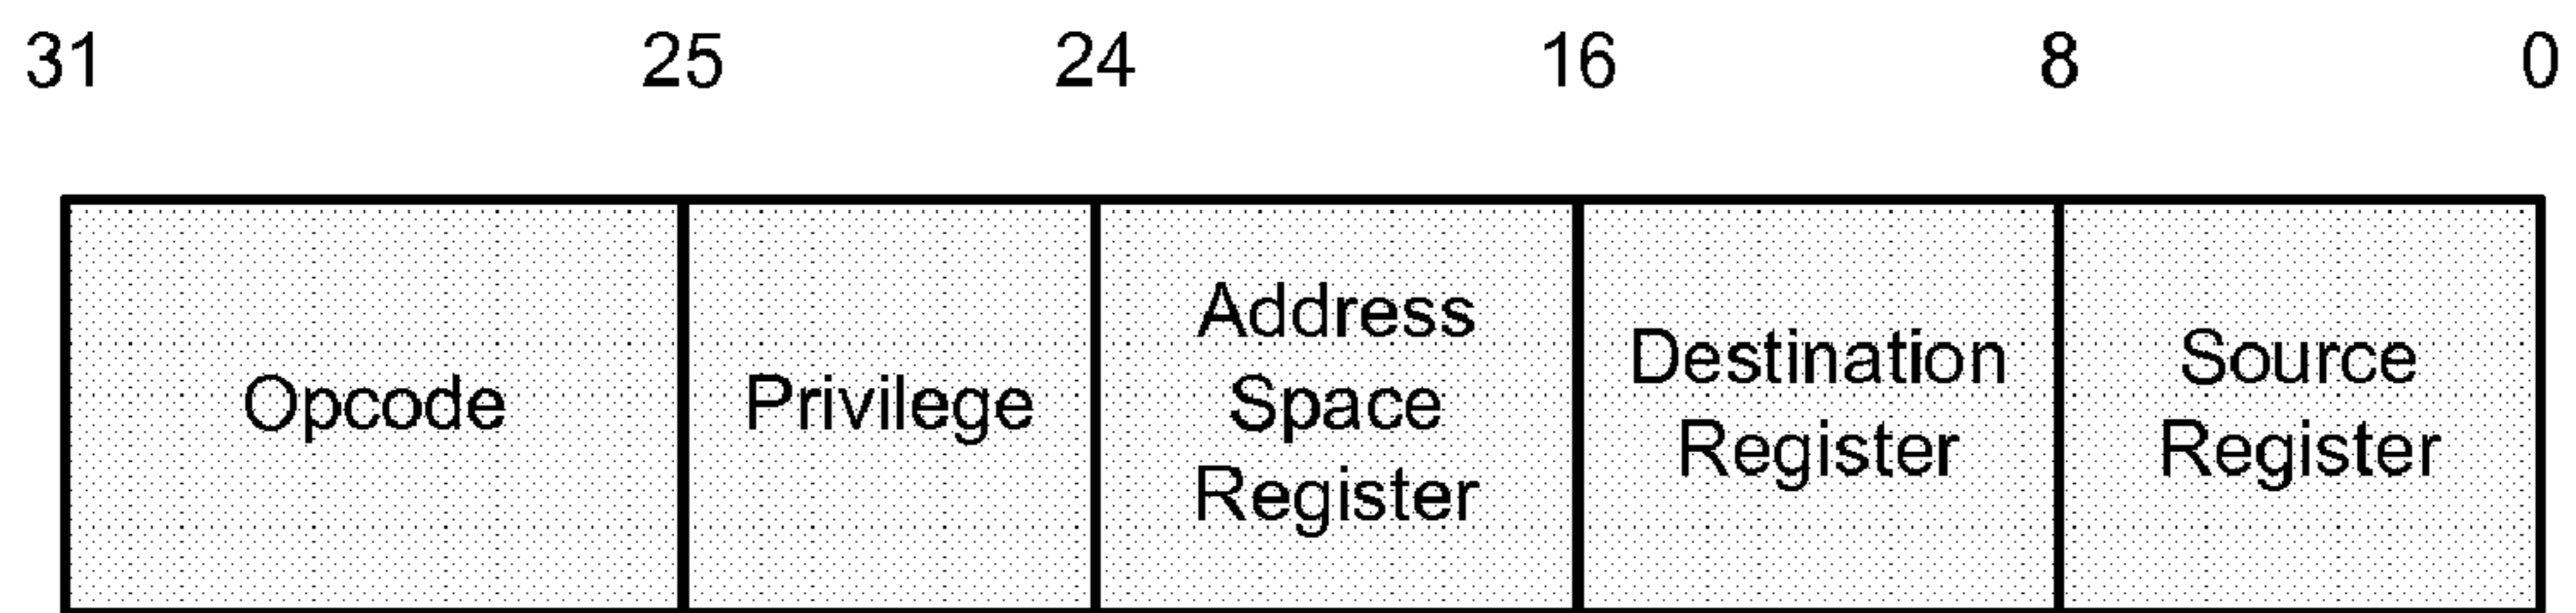 31 25 24 16 8 0
Opcode
Privilege
Address
Space
Register
Destination
Register
Source
Register